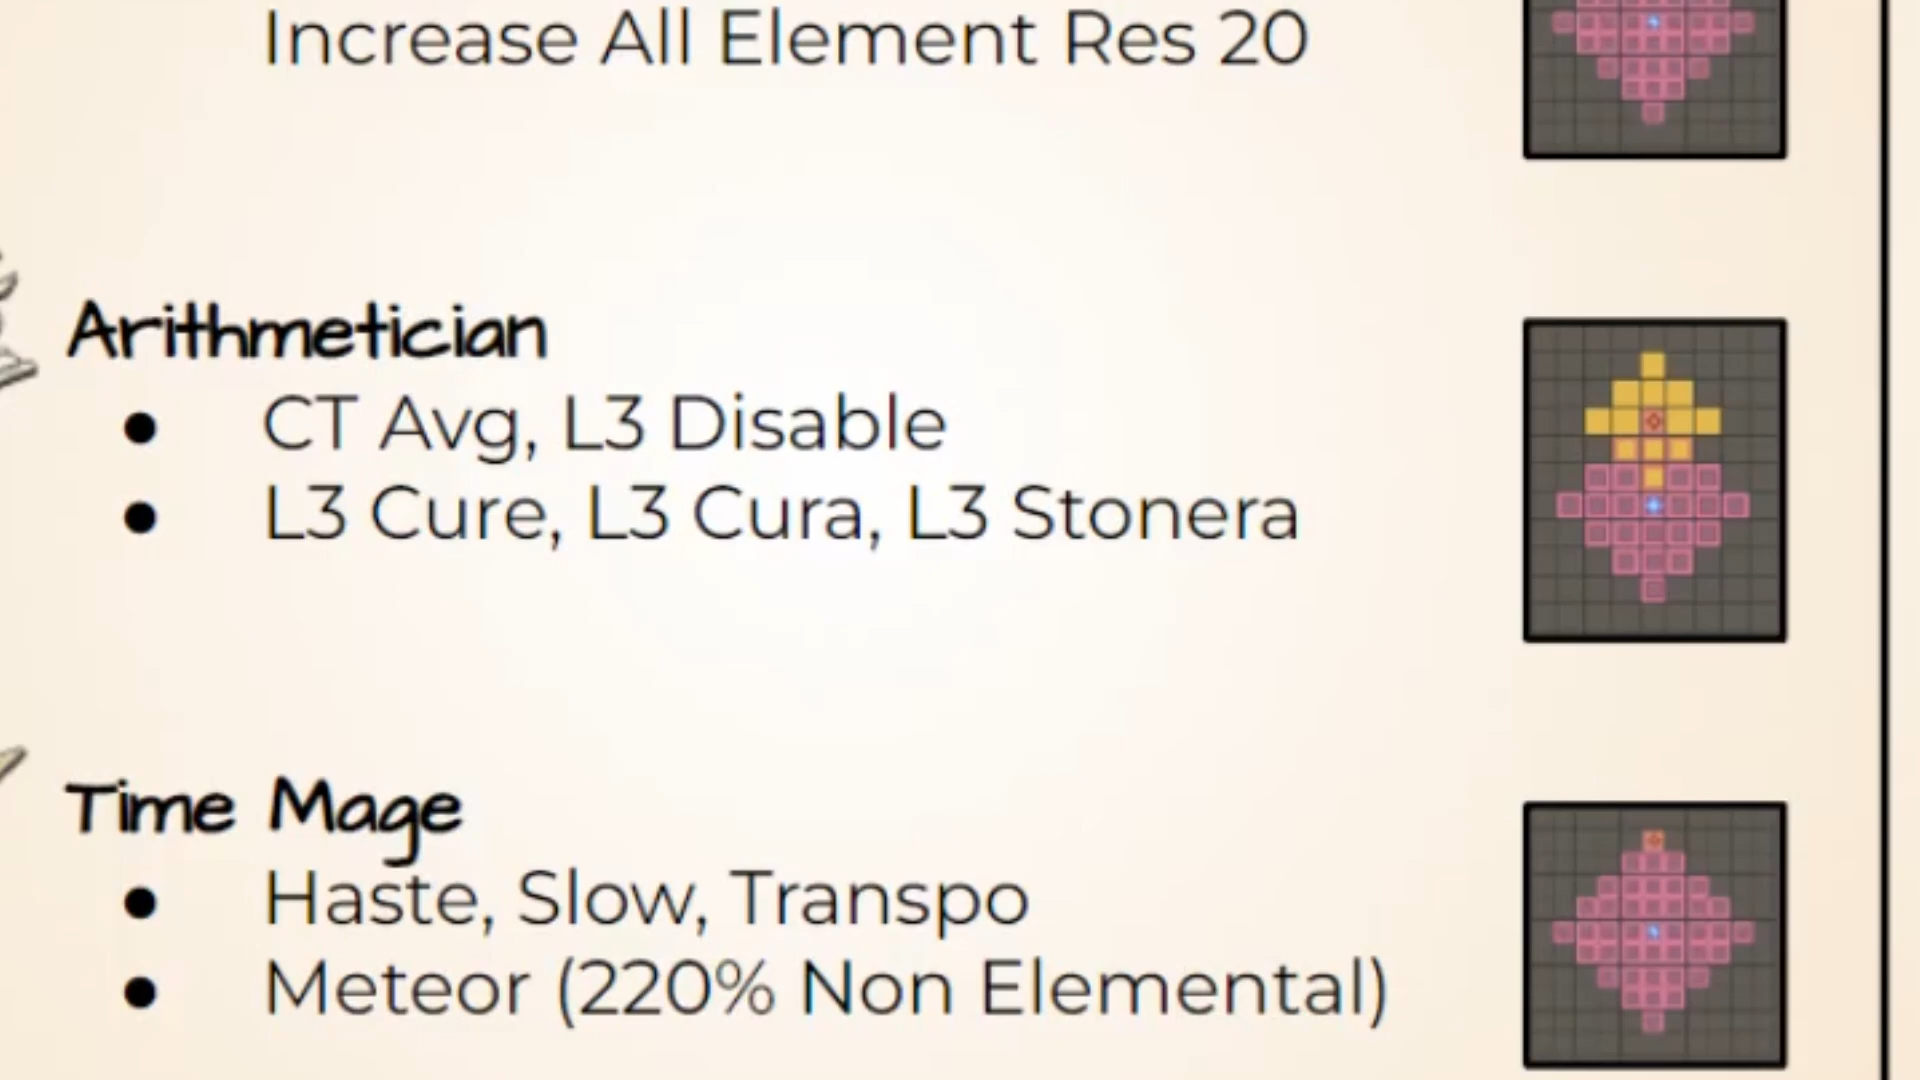 Increase All Element Res 20
Arithmetician
● CT Avg, L3 Disable
● L3 Cure, L3 Cura, L3 Stonera
Time Mage
● Haste, Slow, Transpo
● Meteor (220% Non Elemental)